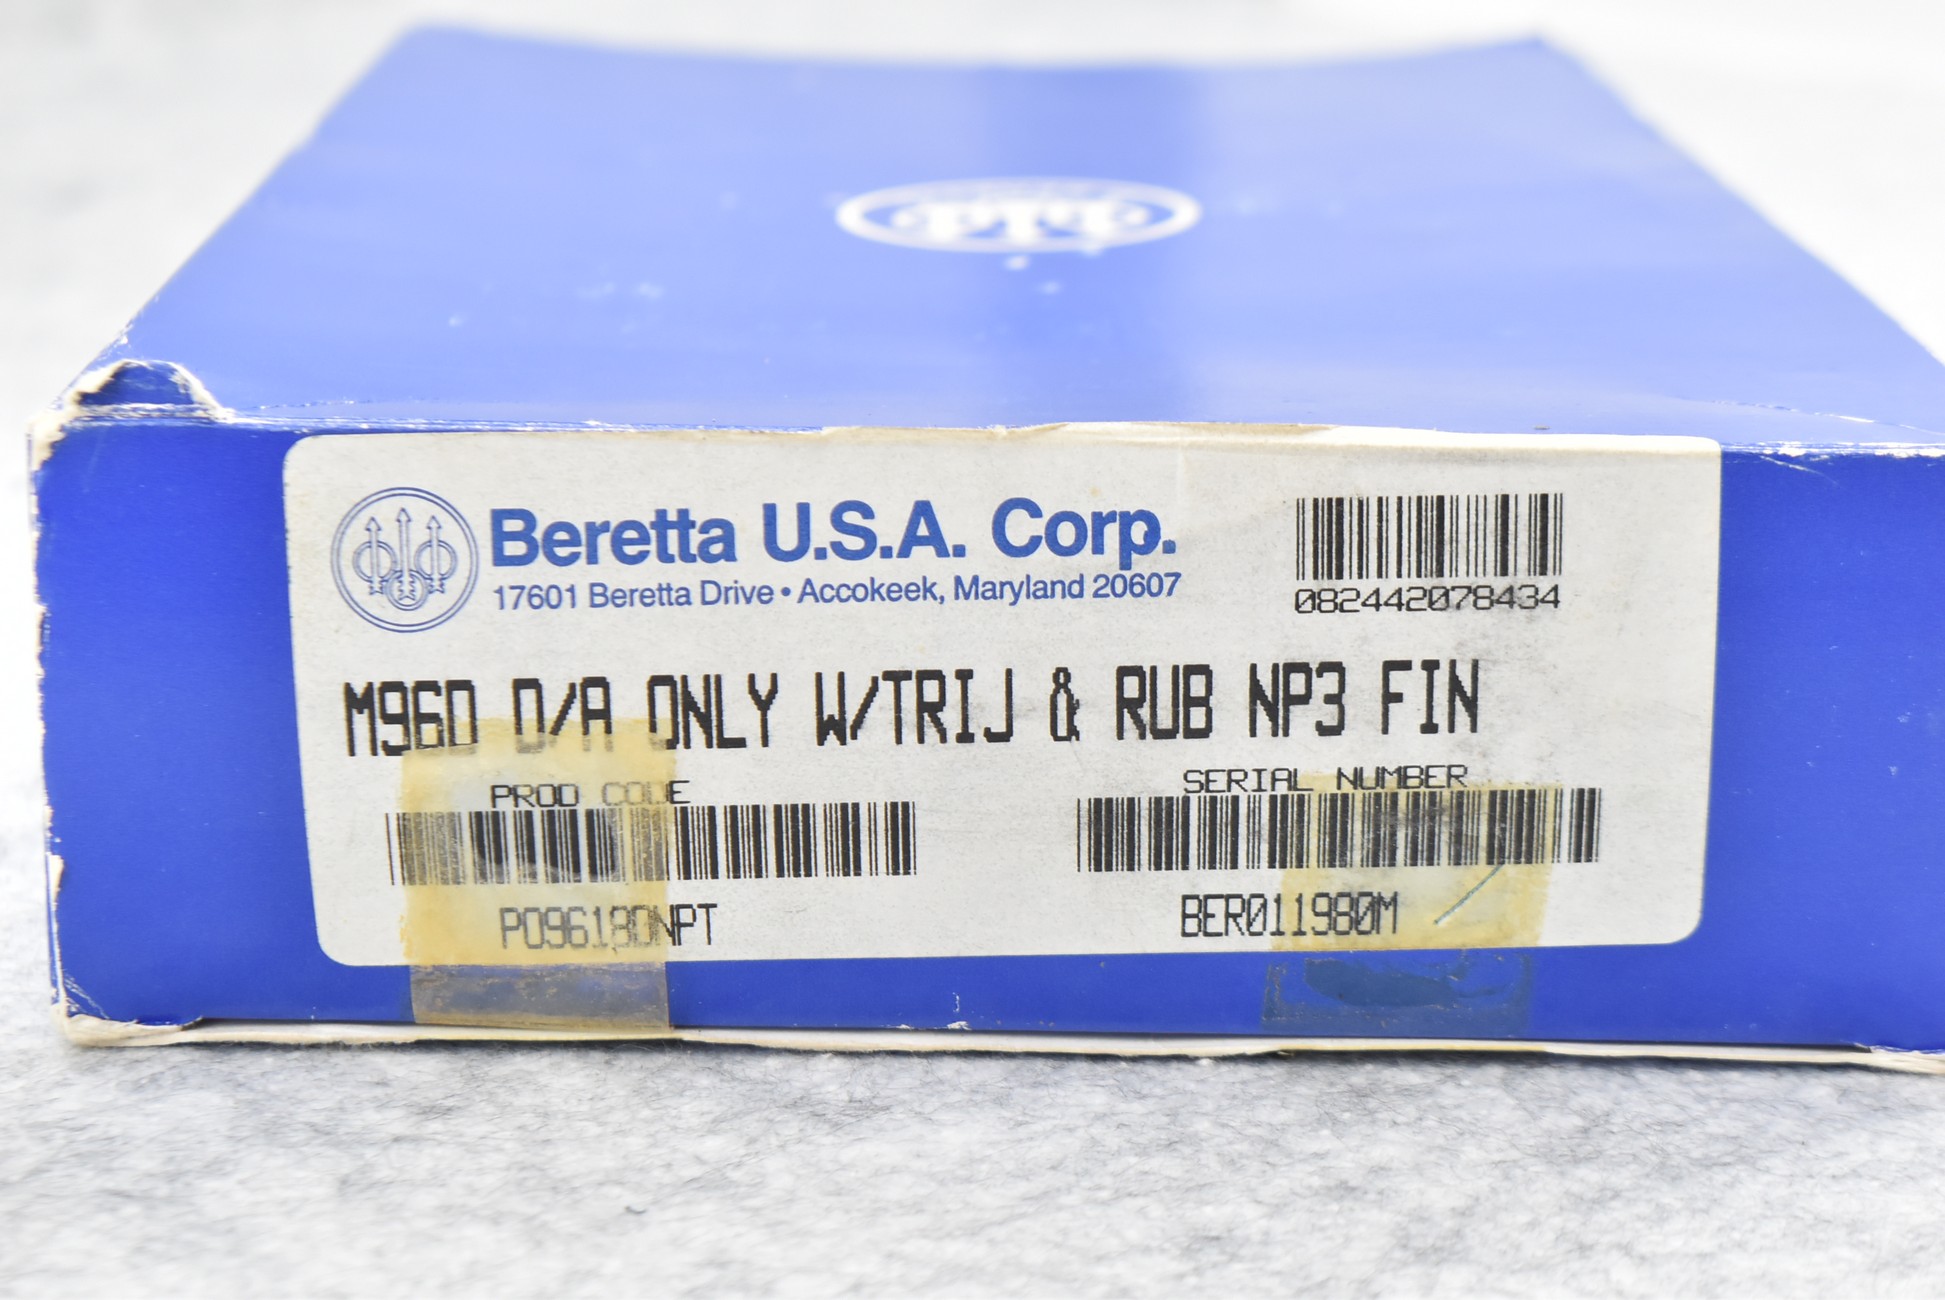 Beretta U.S.A. Corp.
17601 Beretta Drive • Accokeek, Maryland 20607
082442078434
M96D D/A ONLY W/TRIJ & RUB NP3 FIN
PROD CODE
P09618DNPT
SERIAL NUMBER
BER011980M